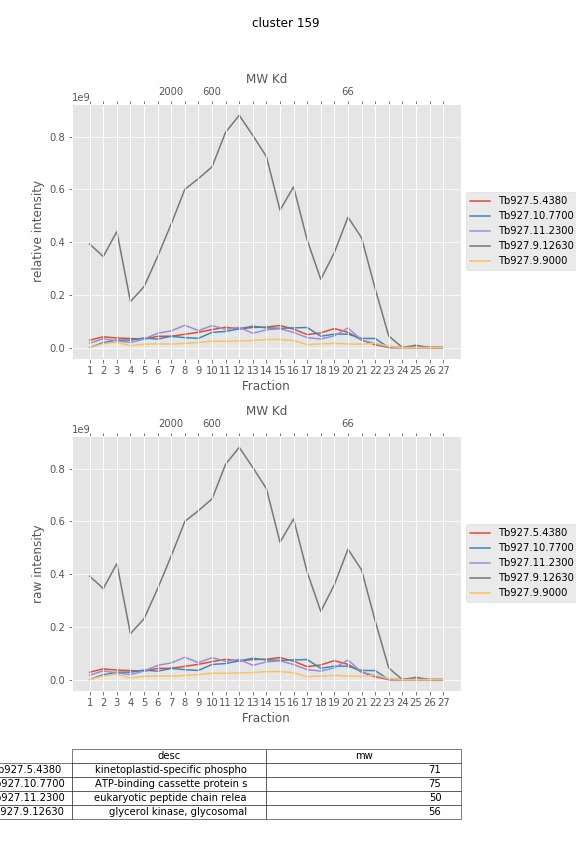 cluster 159
MW Kd
2000 600 66
1e9
0.8
0.6
0.4
0.2
0.0
relative intensity
1 2 3 4 5 6 7 8 9 10 11 12 13 14 15 16 17 18 19 20 21 22 23 24 25 26 27
Fraction
Tb927.5.4380
Tb927.10.7700
Tb927.11.2300
Tb927.9.12630
Tb927.9.9000
MW Kd
2000 600 66
1e9
0.8
0.6
0.4
0.2
0.0
raw intensity
1 2 3 4 5 6 7 8 9 10 11 12 13 14 15 16 17 18 19 20 21 22 23 24 25 26 27
Fraction
Tb927.5.4380
Tb927.10.7700
Tb927.11.2300
Tb927.9.12630
Tb927.9.9000
desc mw
b927.5.4380 kinetoplastid-specific phospho 71
927.10.7700 ATP-binding cassette protein s 75
927.11.2300 eukaryotic peptide chain relea 50
927.9.12630 glycerol kinase, glycosomal 56